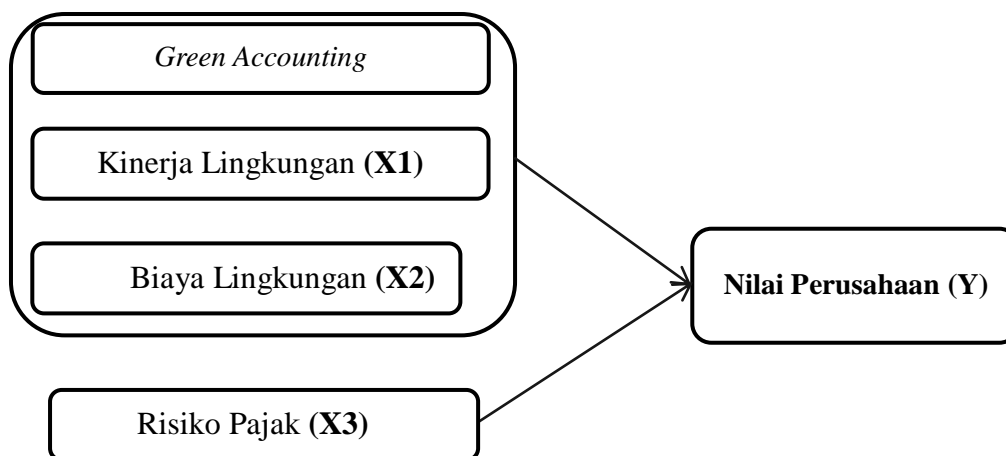 Green Accounting
Kinerja Lingkungan (X1)
Biaya Lingkungan (X2)
Nilai Perusahaan (Y)
Risiko Pajak (X3)